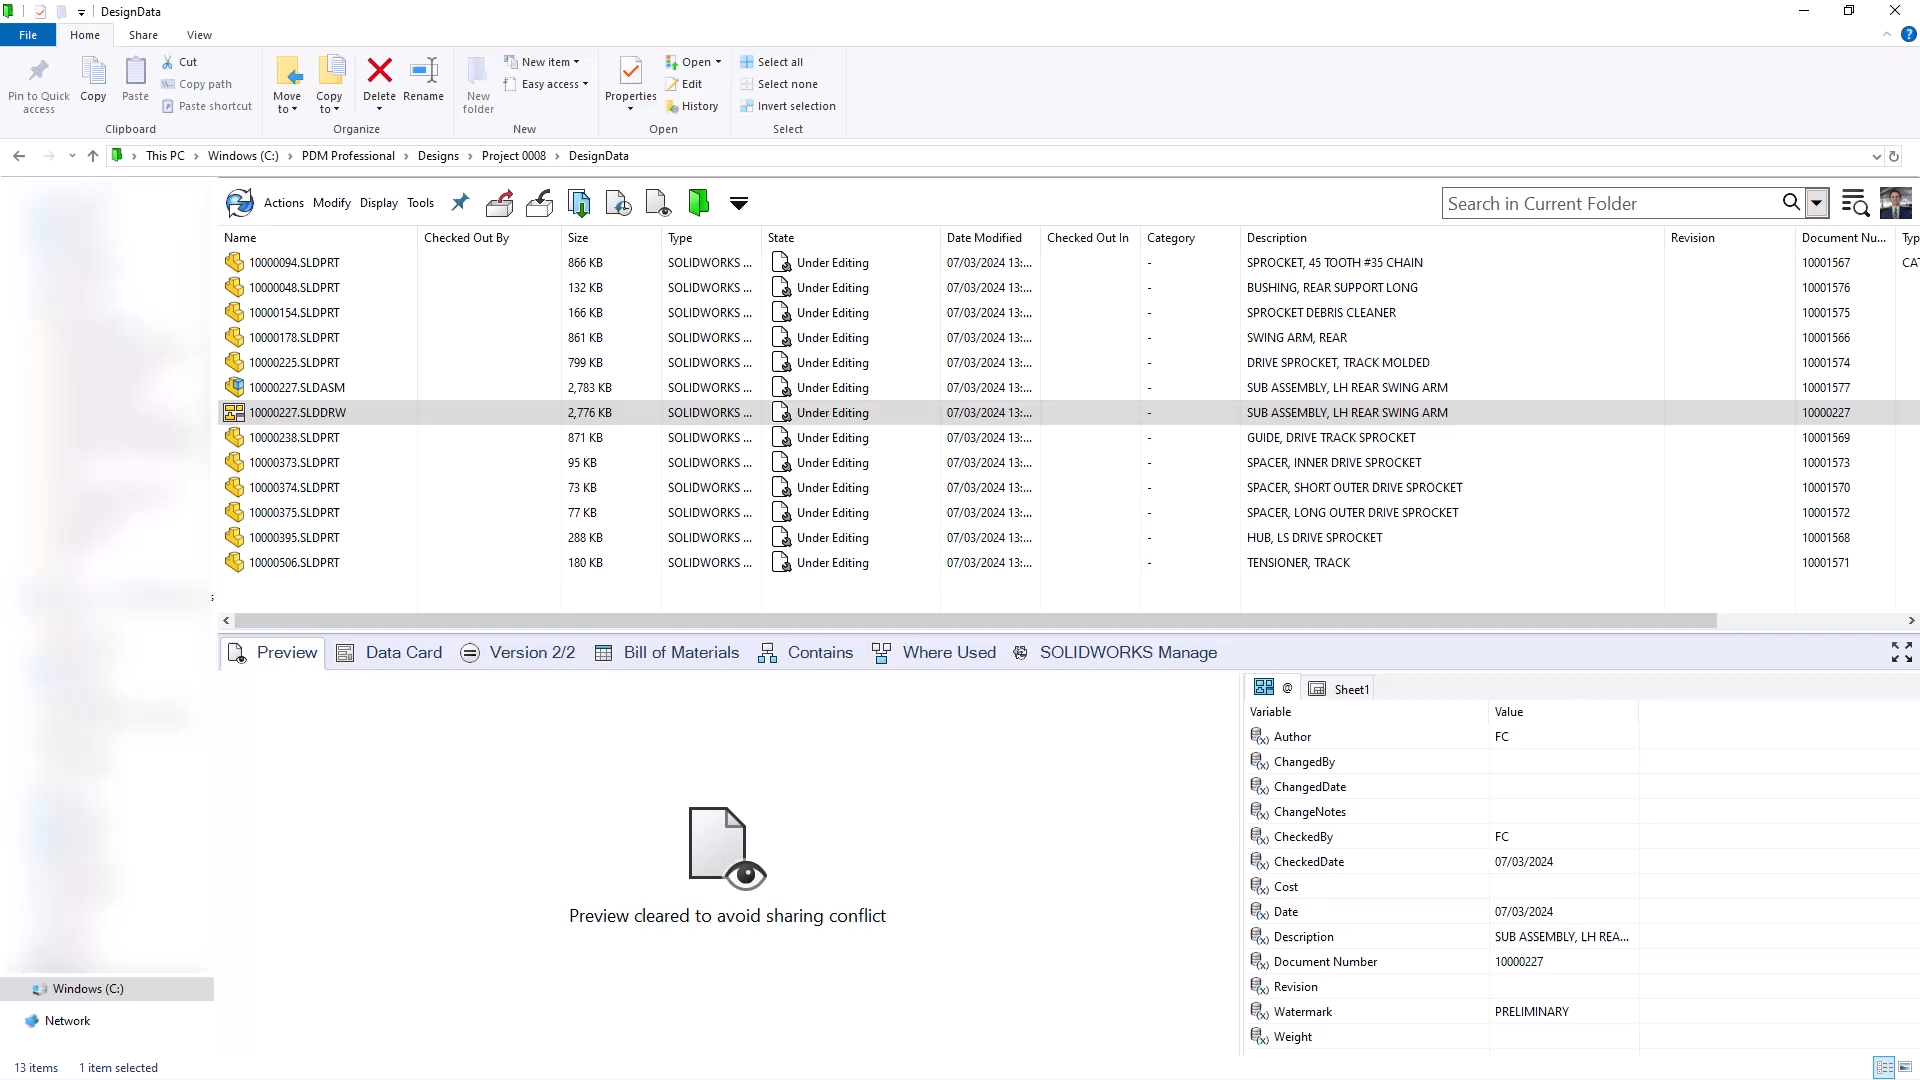 DesignData
File Home Share View
Pin to Quick access
Copy
Paste
Cut
Copy path
Paste shortcut
Clipboard
Move to
Copy to
Delete
Rename
Organize
New folder
New item
Easy access
New
Properties
Open
Edit
History
Open
Select all
Select none
Invert selection
Select
This PC > Windows (C:) > PDM Professional > Designs > Project 0008 > DesignData
Actions Modify Display Tools
Search in Current Folder
Name Checked Out By Size Type State Date Modified Checked Out In Category Description Revision Document Nu... Typ
10000094.SLDPRT 866 KB SOLIDWORKS ... Under Editing 07/03/2024 13:... - SPROCKET, 45 TOOTH #35 CHAIN 10001567 CAT
10000048.SLDPRT 132 KB SOLIDWORKS ... Under Editing 07/03/2024 13:... - BUSHING, REAR SUPPORT LONG 10001576
10000154.SLDPRT 166 KB SOLIDWORKS ... Under Editing 07/03/2024 13:... - SPROCKET DEBRIS CLEANER 10001575
10000178.SLDPRT 861 KB SOLIDWORKS ... Under Editing 07/03/2024 13:... - SWING ARM, REAR 10001566
10000225.SLDPRT 799 KB SOLIDWORKS ... Under Editing 07/03/2024 13:... - DRIVE SPROCKET, TRACK MOLDED 10001574
10000227.SLDASM 2,783 KB SOLIDWORKS ... Under Editing 07/03/2024 13:... - SUB ASSEMBLY, LH REAR SWING ARM 10001577
10000227.SLDDRW 2,776 KB SOLIDWORKS ... Under Editing 07/03/2024 13:... - SUB ASSEMBLY, LH REAR SWING ARM 10000227
10000238.SLDPRT 871 KB SOLIDWORKS ... Under Editing 07/03/2024 13:... - GUIDE, DRIVE TRACK SPROCKET 10001569
10000373.SLDPRT 95 KB SOLIDWORKS ... Under Editing 07/03/2024 13:... - SPACER, INNER DRIVE SPROCKET 10001573
10000374.SLDPRT 73 KB SOLIDWORKS ... Under Editing 07/03/2024 13:... - SPACER, SHORT OUTER DRIVE SPROCKET 10001570
10000375.SLDPRT 77 KB SOLIDWORKS ... Under Editing 07/03/2024 13:... - SPACER, LONG OUTER DRIVE SPROCKET 10001572
10000395.SLDPRT 288 KB SOLIDWORKS ... Under Editing 07/03/2024 13:... - HUB, LS DRIVE SPROCKET 10001568
10000506.SLDPRT 180 KB SOLIDWORKS ... Under Editing 07/03/2024 13:... - TENSIONER, TRACK 10001571
Preview Data Card Version 2/2 Bill of Materials Contains Where Used SOLIDWORKS Manage
Preview cleared to avoid sharing conflict
@ Sheet1
Variable Value
Author FC
ChangedBy
ChangedDate
ChangeNotes
CheckedBy FC
CheckedDate 07/03/2024
Cost
Date 07/03/2024
Description SUB ASSEMBLY, LH REA...
Document Number 10000227
Revision
Watermark PRELIMINARY
Weight
Windows (C:)
Network
13 items 1 item selected